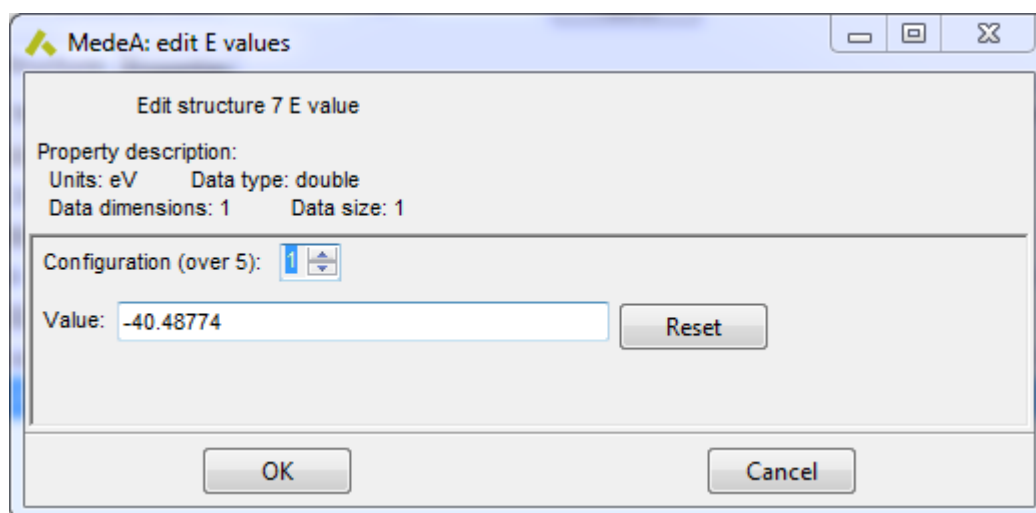 MedeA: edit E values
Edit structure 7 E value
Property description:
Units: eV Data type: double
Data dimensions: 1 Data size: 1
Configuration (over 5): 1
Value: -40.48774 Reset
OK Cancel